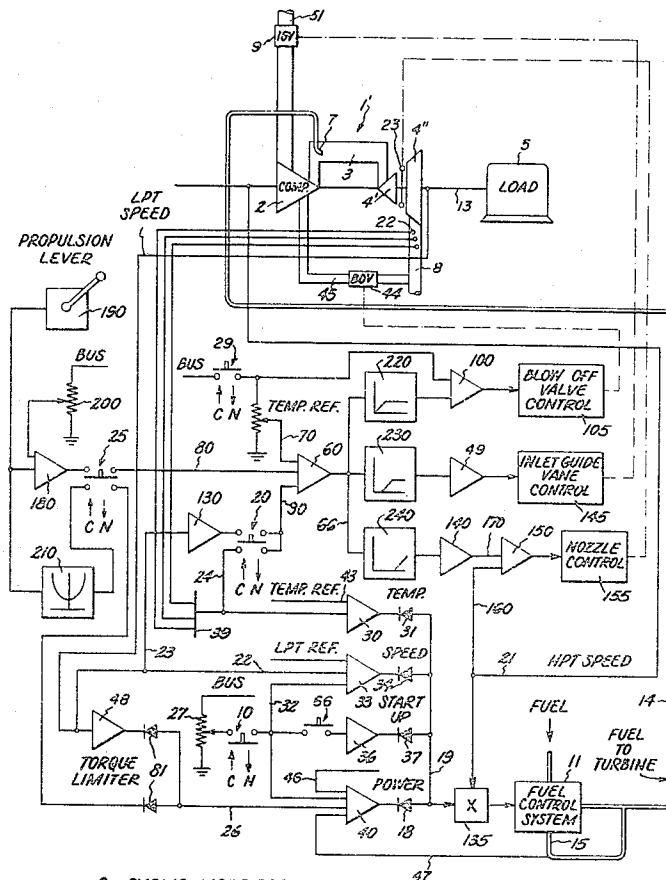 51
9
ISV
1'
7
23
4"
5
LOAD
3
COMP.
2
4'
13
LPT
SPEED
22
8
PROPULSION
LEVER
BOV
45
44
190
29
BUS
220
100
BLOW OFF
VALVE
CONTROL
105
C N
BUS
TEMP. REF.
200
25
70
60
230
49
INLET GUIDE
VANE
CONTROL
145
80
180
C N
130
20
90
66
240
140
170
150
NOZZLE
CONTROL
155
210
24
C N
TEMP. REF.
43
TEMP.
160
39
30
31
23
LPT REF.
SPEED
21
HPT SPEED
22
33
34
START
UP
BUS
32
56
FUEL
14
48
27
10
36
37
19
FUEL
TO
TURBINE
11
TORQUE
LIMITER
81
C N
46
POWER
X
FUEL
CONTROL
SYSTEM
26
40
18
135
15
47